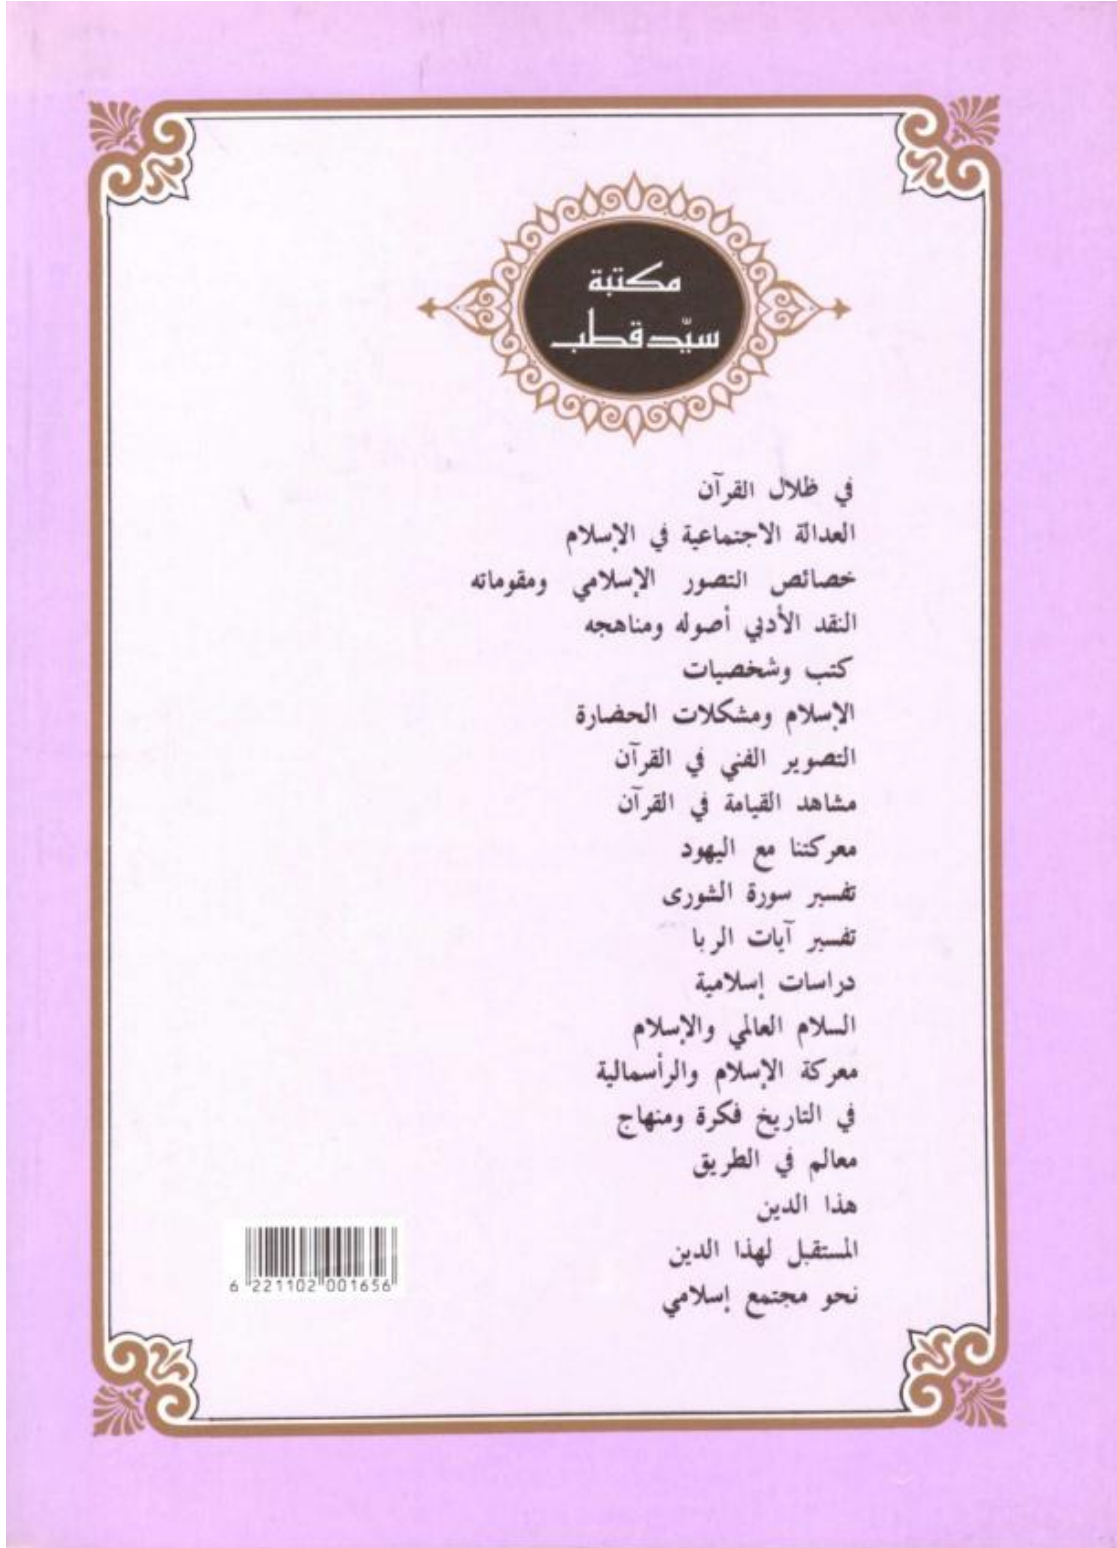 مكتبة
سيّد قطب
في ظلال القرآن
العدالة الاجتماعية في الإسلام
خصائص التصور الإسلامي ومقوماته
النقد الأدبي أصوله ومناهجه
كتب وشخصيات
الإسلام ومشكلات الحضارة
التصوير الفني في القرآن
مشاهد القيامة في القرآن
معركتنا مع اليهود
تفسير سورة الشورى
تفسير آيات الربا
دراسات إسلامية
السلام العالمي والإسلام
معركة الإسلام والرأسمالية
في التاريخ فكرة ومنهاج
معالم في الطريق
هذا الدين
المستقبل لهذا الدين
نحو مجتمع إسلامي
6 221102 001656